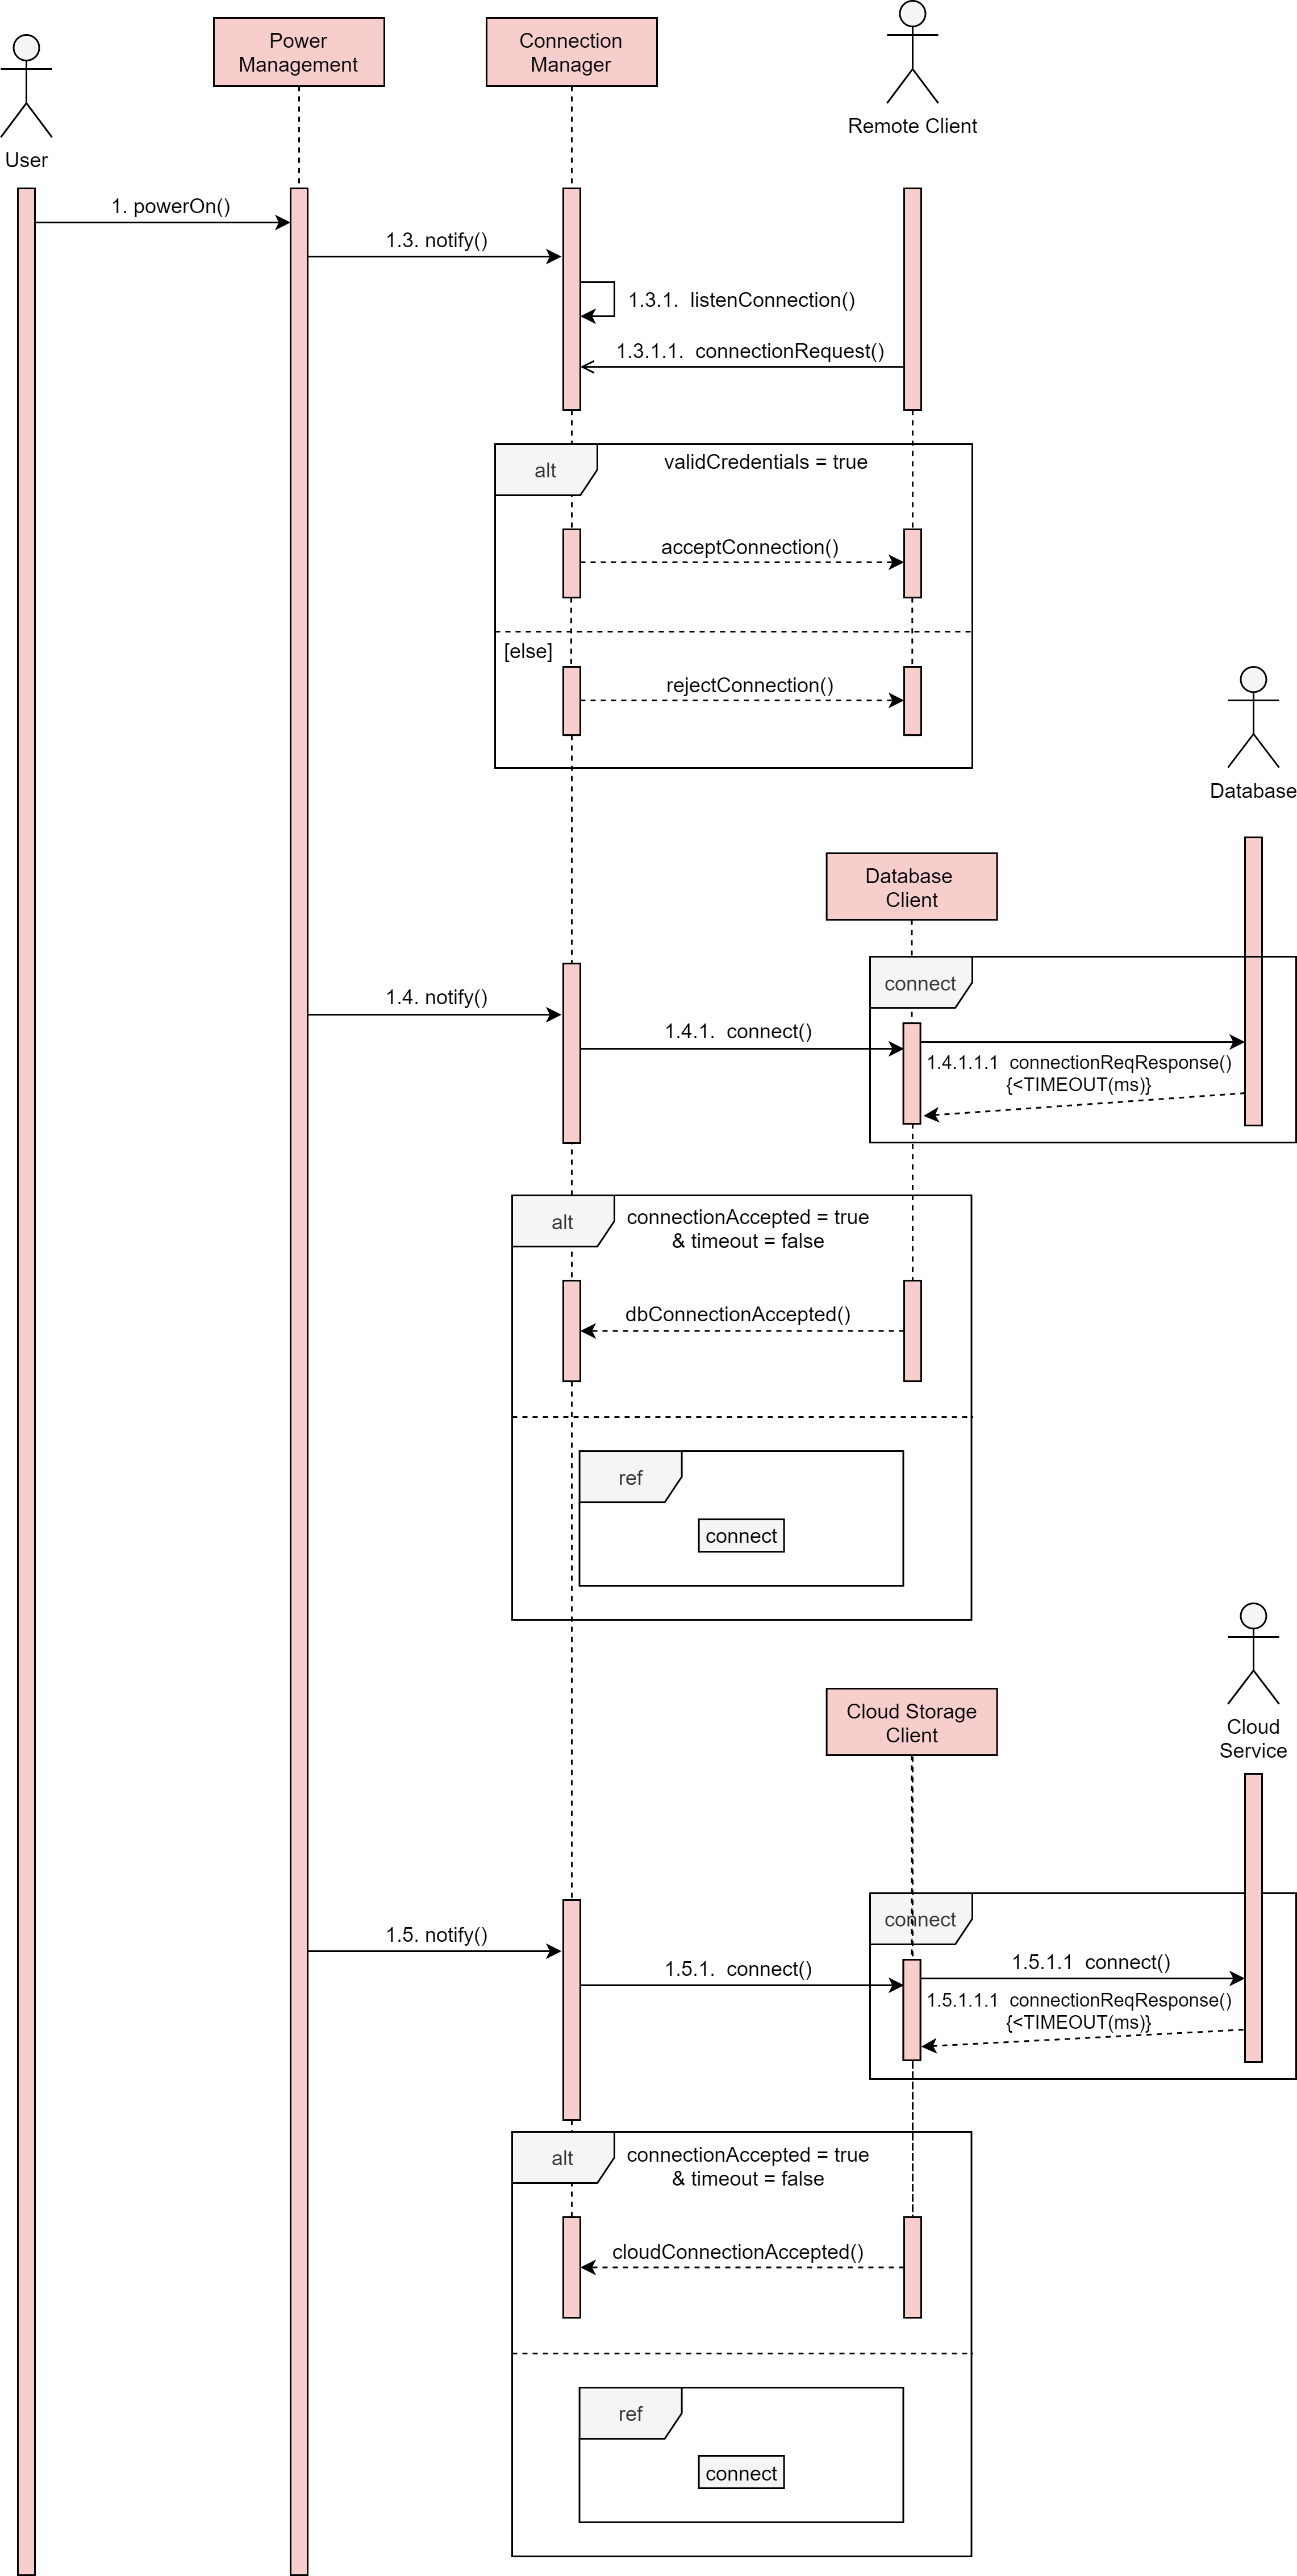 Power
Management
Connection
Manager
Remote Client
User
1. powerOn()
1.3. notify()
1.3.1.  listenConnection()
1.3.1.1.  connectionRequest()
alt
validCredentials = true
acceptConnection()
[else]
rejectConnection()
Database
Database
Client
connect
1.4. notify()
1.4.1.  connect()
1.4.1.1.1  connectionReqResponse()
{<TIMEOUT(ms)}
alt
connectionAccepted = true
& timeout = false
dbConnectionAccepted()
ref
connect
Cloud Storage
Client
Cloud
Service
connect
1.5. notify()
1.5.1.  connect()
1.5.1.1  connect()
1.5.1.1.1  connectionReqResponse()
{<TIMEOUT(ms)}
alt
connectionAccepted = true
& timeout = false
cloudConnectionAccepted()
ref
connect